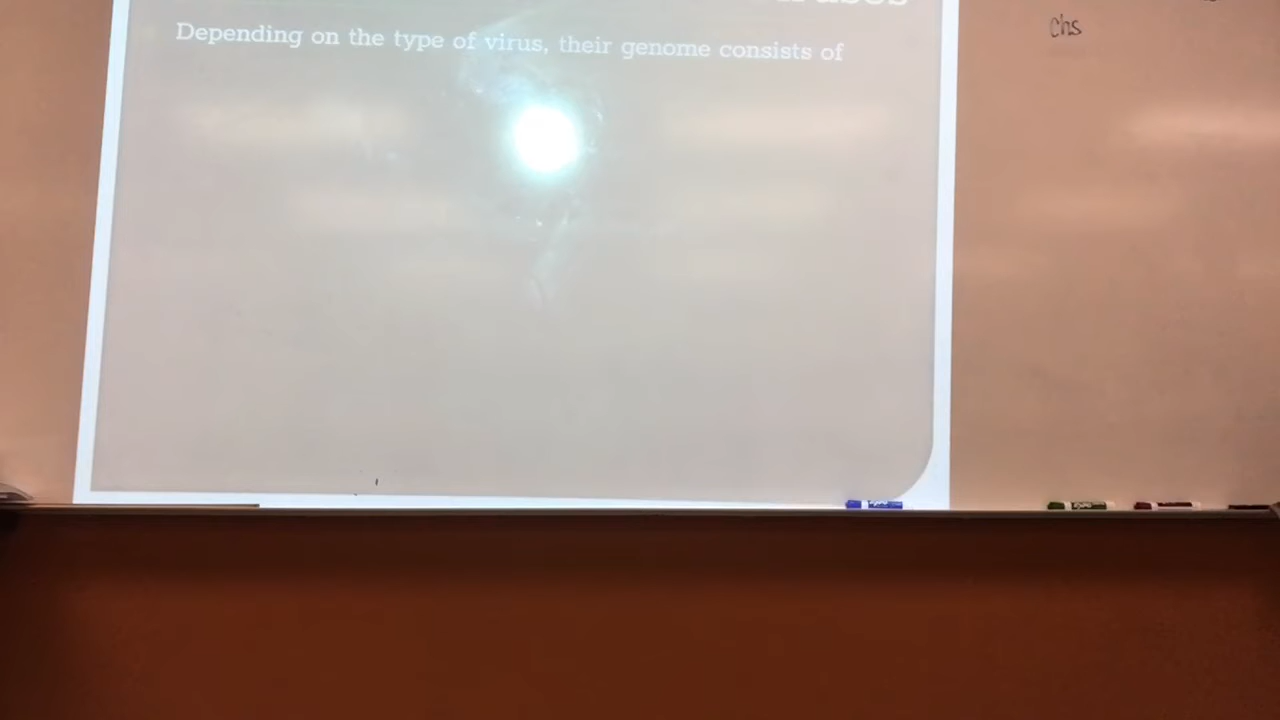 Depending on the type of virus, their genome consists of
chs